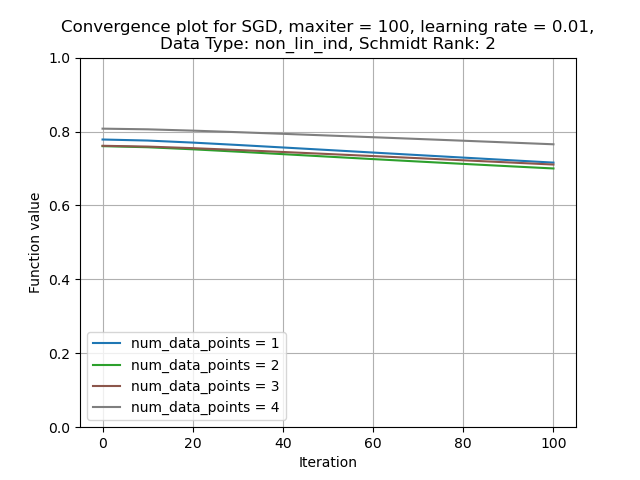 Convergence plot for SGD, maxiter = 100, learning rate = 0.01,
Data Type: non_lin_ind, Schmidt Rank: 2
1.0
0.8
0.6
0.4
0.2
0.0
Function value
num_data_points = 1
num_data_points = 2
num_data_points = 3
num_data_points = 4
0 20 40 60 80 100
Iteration